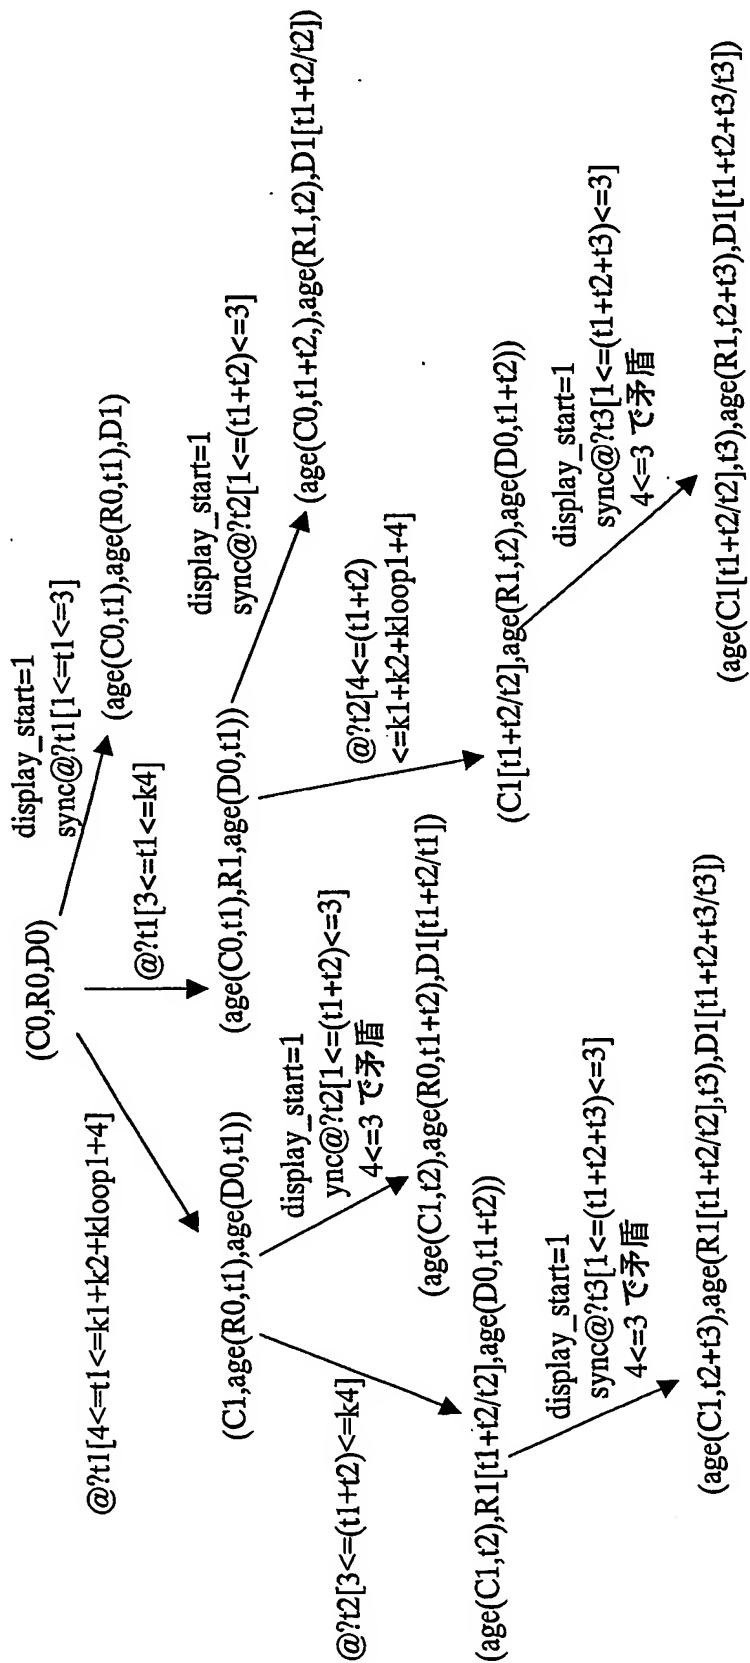 (C0,R0,D0)
display_start=1
sync@?t1[1<=t1<=3]
(age(C0,t1),age(R0,t1),D1)
@?t1[3<=t1<=k4]
(age(C0,t1),R1,age(D0,t1))
display_start=1
sync@?t2[1<=(t1+t2)<=3]
(age(C0,t1+t2,),age(R1,t2),D1[t1+t2/t2])
@?t2[4<=(t1+t2)
<=k1+k2+kloop1+4]
(C1[t1+t2/t2],age(R1,t2),age(D0,t1+t2))
display_start=1
sync@?t3[1<=(t1+t2+t3)<=3]
4<=3 で矛盾
(age(C1[t1+t2/t2],t3),age(R1,t2+t3),D1[t1+t2+t3/t3])
@?t1[4<=t1<=k1+k2+kloop1+4]
(C1,age(R0,t1),age(D0,t1))
display_start=1
ync@?t2[1<=(t1+t2)<=3]
4<=3 で矛盾
(age(C1,t2),age(R0,t1+t2),D1[t1+t2/t1])
@?t2[3<=(t1+t2)<=k4]
(age(C1,t2),R1[t1+t2/t2],age(D0,t1+t2))
display_start=1
sync@?t3[1<=(t1+t2+t3)<=3]
4<=3 で矛盾
(age(C1,t2+t3),age(R1[t1+t2/t2],t3),D1[t1+t2+t3/t3])